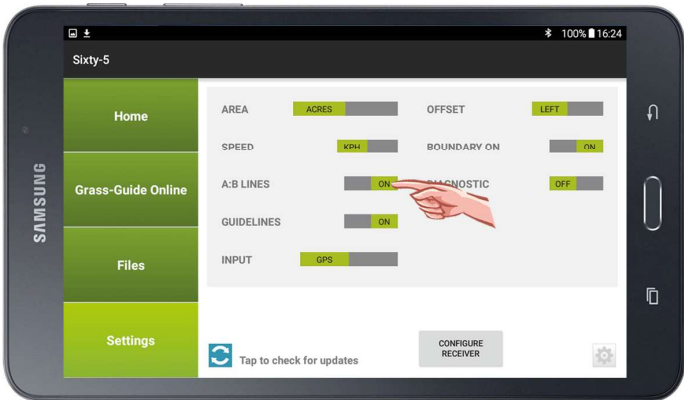 100% 16:24
Sixty-5
Home
Grass-Guide Online
Files
Settings
AREA ACRES OFFSET LEFT
SPEED KPH BOUNDARY ON ON
A:B LINES ON DIAGNOSTIC OFF
GUIDELINES ON
INPUT GPS
Tap to check for updates
CONFIGURE
RECEIVER
SAMSUNG